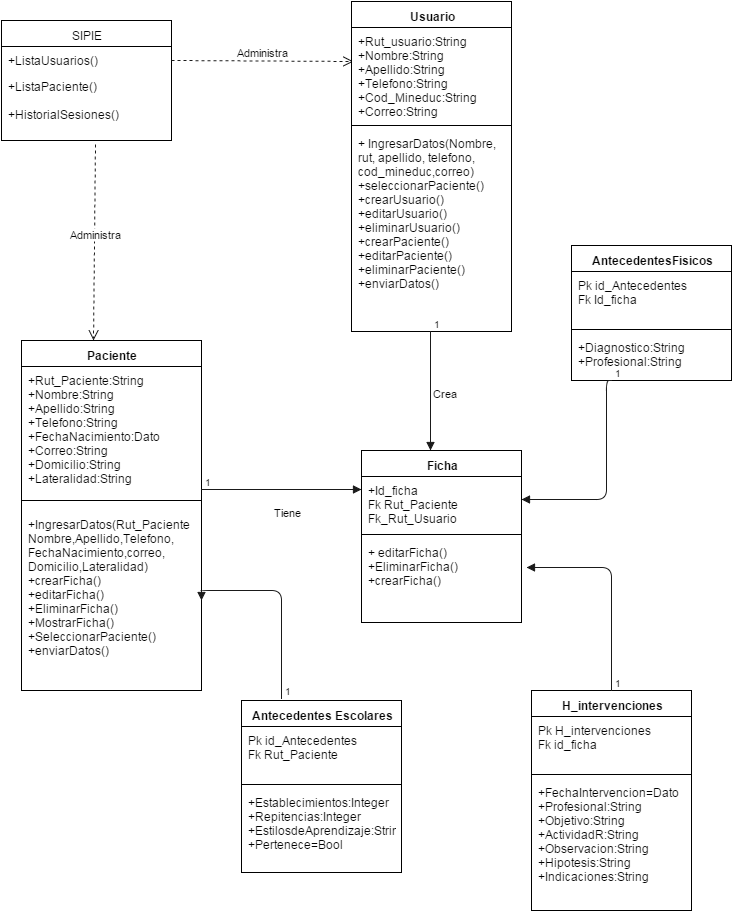 SIPIE
+ListaUsuarios()
+ListaPaciente()
+HistorialSesiones()
Administra
Administra
Usuario
+Rut_usuario:String
+Nombre:String
+Apellido:String
+Telefono:String
+Cod_Mineduc:String
+Correo:String
+ IngresarDatos(Nombre,
rut, apellido, telefono,
cod_mineduc,correo)
+seleccionarPaciente()
+crearUsuario()
+editarUsuario()
+eliminarUsuario()
+crearPaciente()
+editarPaciente()
+eliminarPaciente()
+enviarDatos()
1
Crea
AntecedentesFisicos
Pk id_Antecedentes
Fk Id_ficha
+Diagnostico:String
+Profesional:String
1
Paciente
+Rut_Paciente:String
+Nombre:String
+Apellido:String
+Telefono:String
+FechaNacimiento:Dato
+Correo:String
+Domicilio:String
+Lateralidad:String
+IngresarDatos(Rut_Paciente
Nombre,Apellido,Telefono,
FechaNacimiento,correo,
Domicilio,Lateralidad)
+crearFicha()
+editarFicha()
+EliminarFicha()
+MostrarFicha()
+SeleccionarPaciente()
+enviarDatos()
1
Tiene
Ficha
+Id_ficha
Fk Rut_Paciente
Fk_Rut_Usuario
+ editarFicha()
+EliminarFicha()
+crearFicha()
1
Antecedentes Escolares
Pk id_Antecedentes
Fk Rut_Paciente
+Establecimientos:Integer
+Repitencias:Integer
+EstilosdeAprendizaje:Strir
+Pertenece=Bool
1
H_intervenciones
Pk H_intervenciones
Fk id_ficha
+FechaIntervencion=Dato
+Profesional:String
+Objetivo:String
+ActividadR:String
+Observacion:String
+Hipotesis:String
+Indicaciones:String